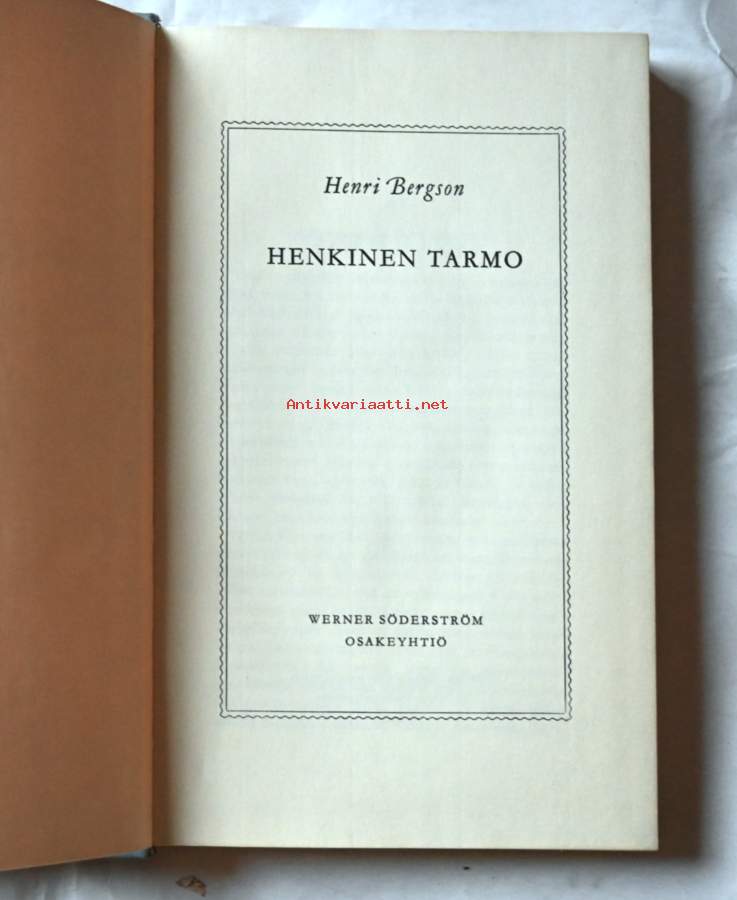 Henri Bergson
HENKINEN TARMO
Antikvariaatti.net
WERNER SÖDERSTRÖM
OSAKEYHTIÖ